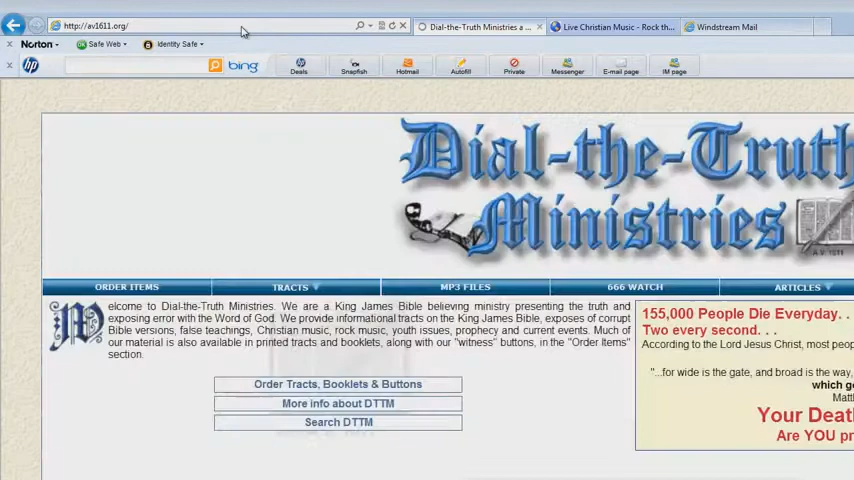 http://av1611.org/
Dial-the-Truth Ministries a ...
Live Christian Music - Rock th...
Windstream Mail
Norton
Safe Web
Identity Safe
bing
Deals
Snapfish
Hotmail
Autofill
Private
Messenger
E-mail page
IM page
Dial-the-Truth
Ministries
A.V. 1611
ORDER ITEMS
TRACTS
MP3 FILES
666 WATCH
ARTICLES
Welcome to Dial-the-Truth Ministries. We are a King James Bible believing ministry presenting the truth and
exposing error with the Word of God. We provide informational tracts on the King James Bible, exposes of corrupt
Bible versions, false teachings, Christian music, rock music, youth issues, prophecy and current events. Much of
our material is also available in printed tracts and booklets, along with our "witness" buttons, in the "Order Items"
section.
Order Tracts, Booklets & Buttons
More info about DTTM
Search DTTM
155,000 People Die Everyday. . .
Two every second. . .
According to the Lord Jesus Christ, most peop
"...for wide is the gate, and broad is the way,
which go
Matt
Your Deat
Are YOU pr